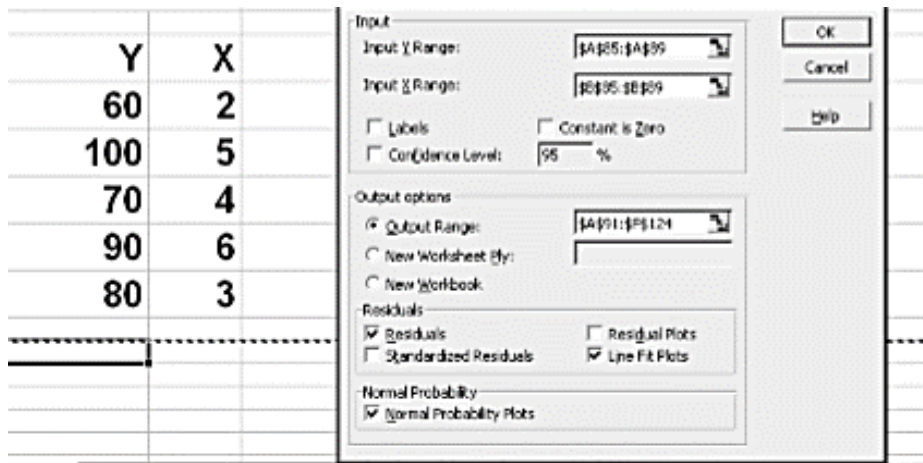 Y X
60 2
100 5
70 4
90 6
80 3
Input
Input Y Range: $A$85:$A$89
Input X Range: $B$85:$B$89
Labels Constant is Zero
Confidence Level: 95 %
Output options
Output Range: $A$91:$P$124
New Worksheet Ply:
New Workbook
Residuals
Residuals Residual Plots
Standardized Residuals Line Fit Plots
Normal Probability
Normal Probability Plots
OK
Cancel
Help